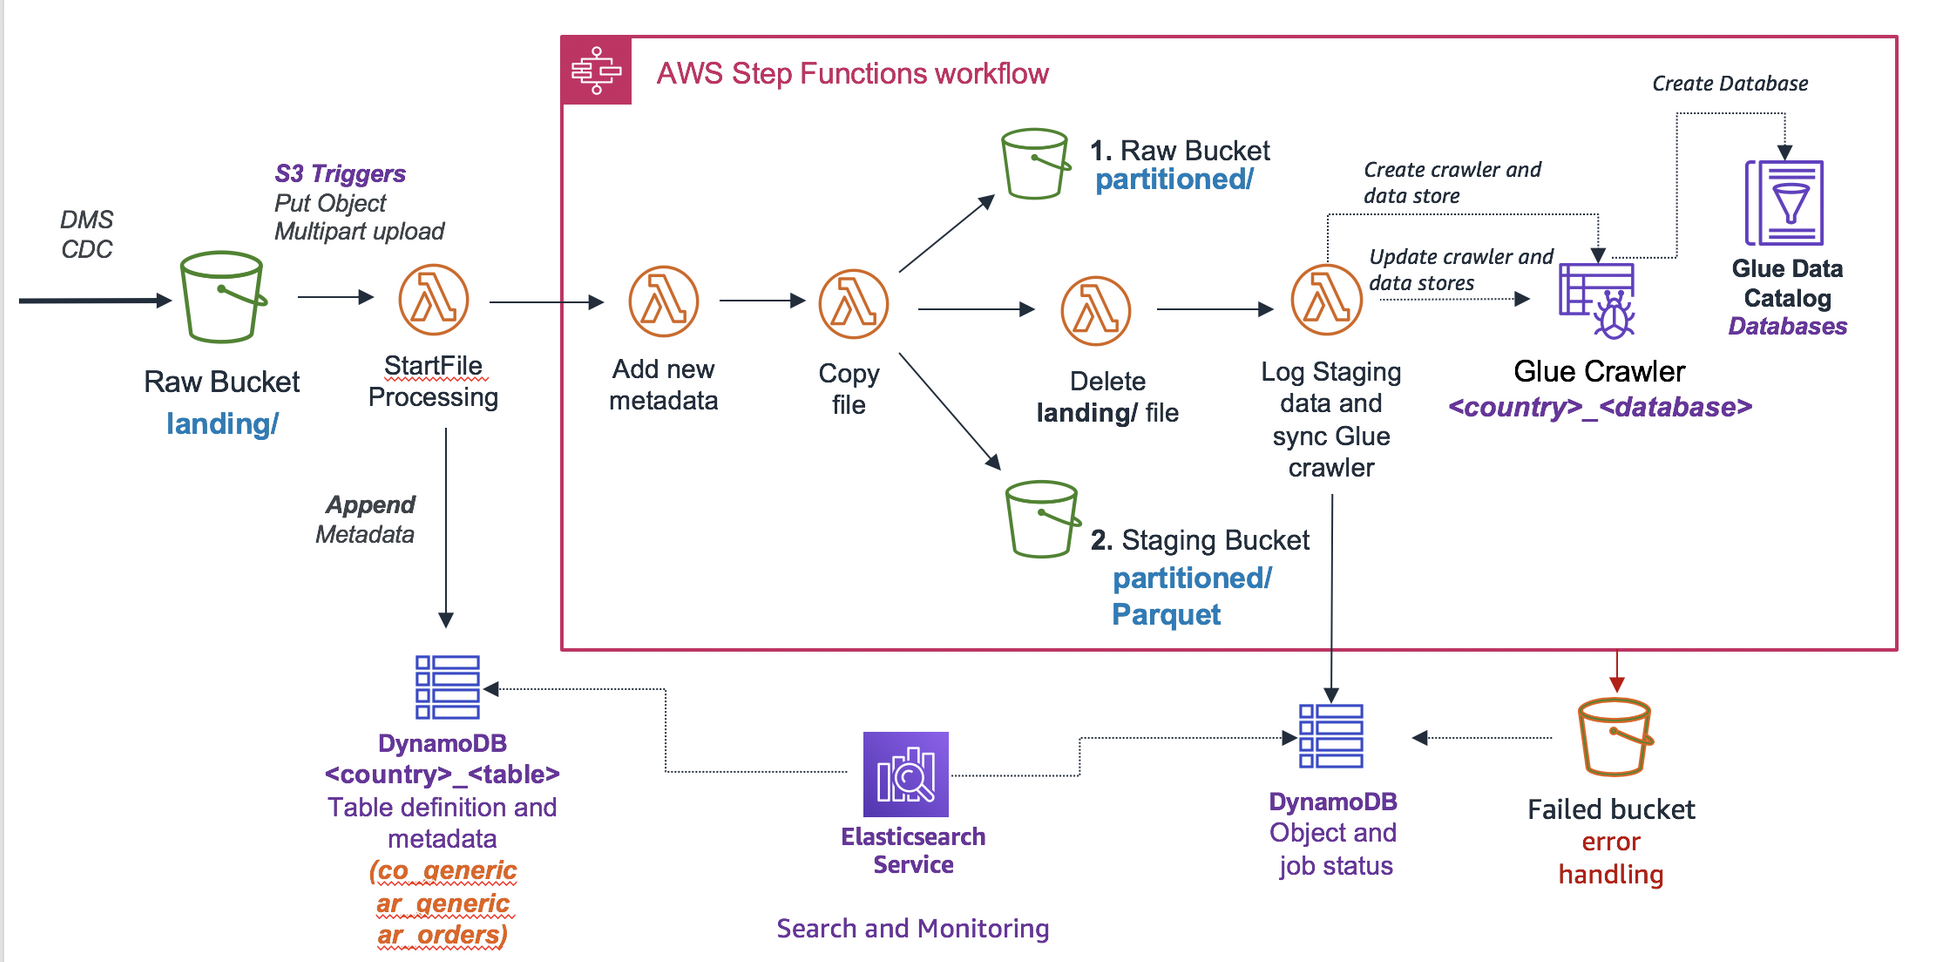 AWS Step Functions workflow
Create Database
S3 Triggers
Put Object
Multipart upload
DMS
CDC
1. Raw Bucket
partitioned/
Create crawler and
data store
Update crawler and
data stores
Glue Data
Catalog
Databases
Raw Bucket
landing/
StartFile
Processing
Add new
metadata
Copy
file
Delete
landing/ file
Log Staging
data and
sync Glue
crawler
Glue Crawler
<country>_<database>
Append
Metadata
2. Staging Bucket
partitioned/
Parquet
DynamoDB
<country>_<table>
Table definition and
metadata
(co_generic
ar_generic
ar_orders)
Elasticsearch
Service
Search and Monitoring
DynamoDB
Object and
job status
Failed bucket
error
handling